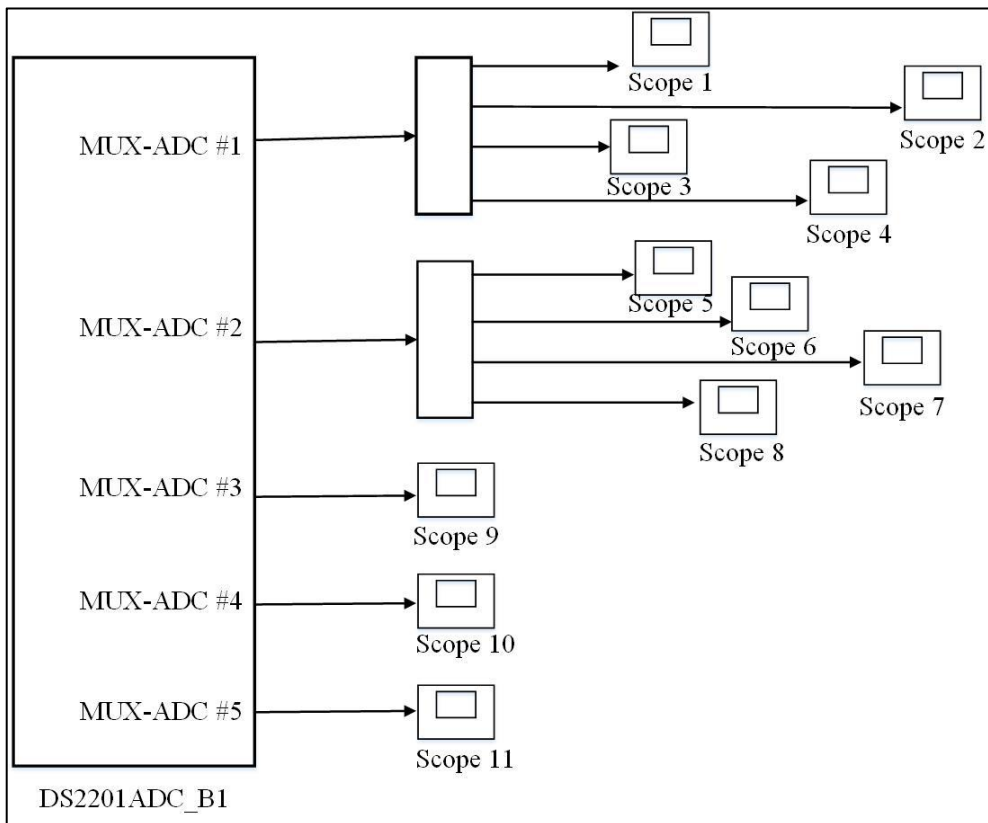 Scope 1
Scope 2
MUX-ADC #1
Scope 3
Scope 4
Scope 5
MUX-ADC #2
Scope 6
Scope 7
Scope 8
MUX-ADC #3
Scope 9
MUX-ADC #4
Scope 10
MUX-ADC #5
Scope 11
DS2201ADC_B1